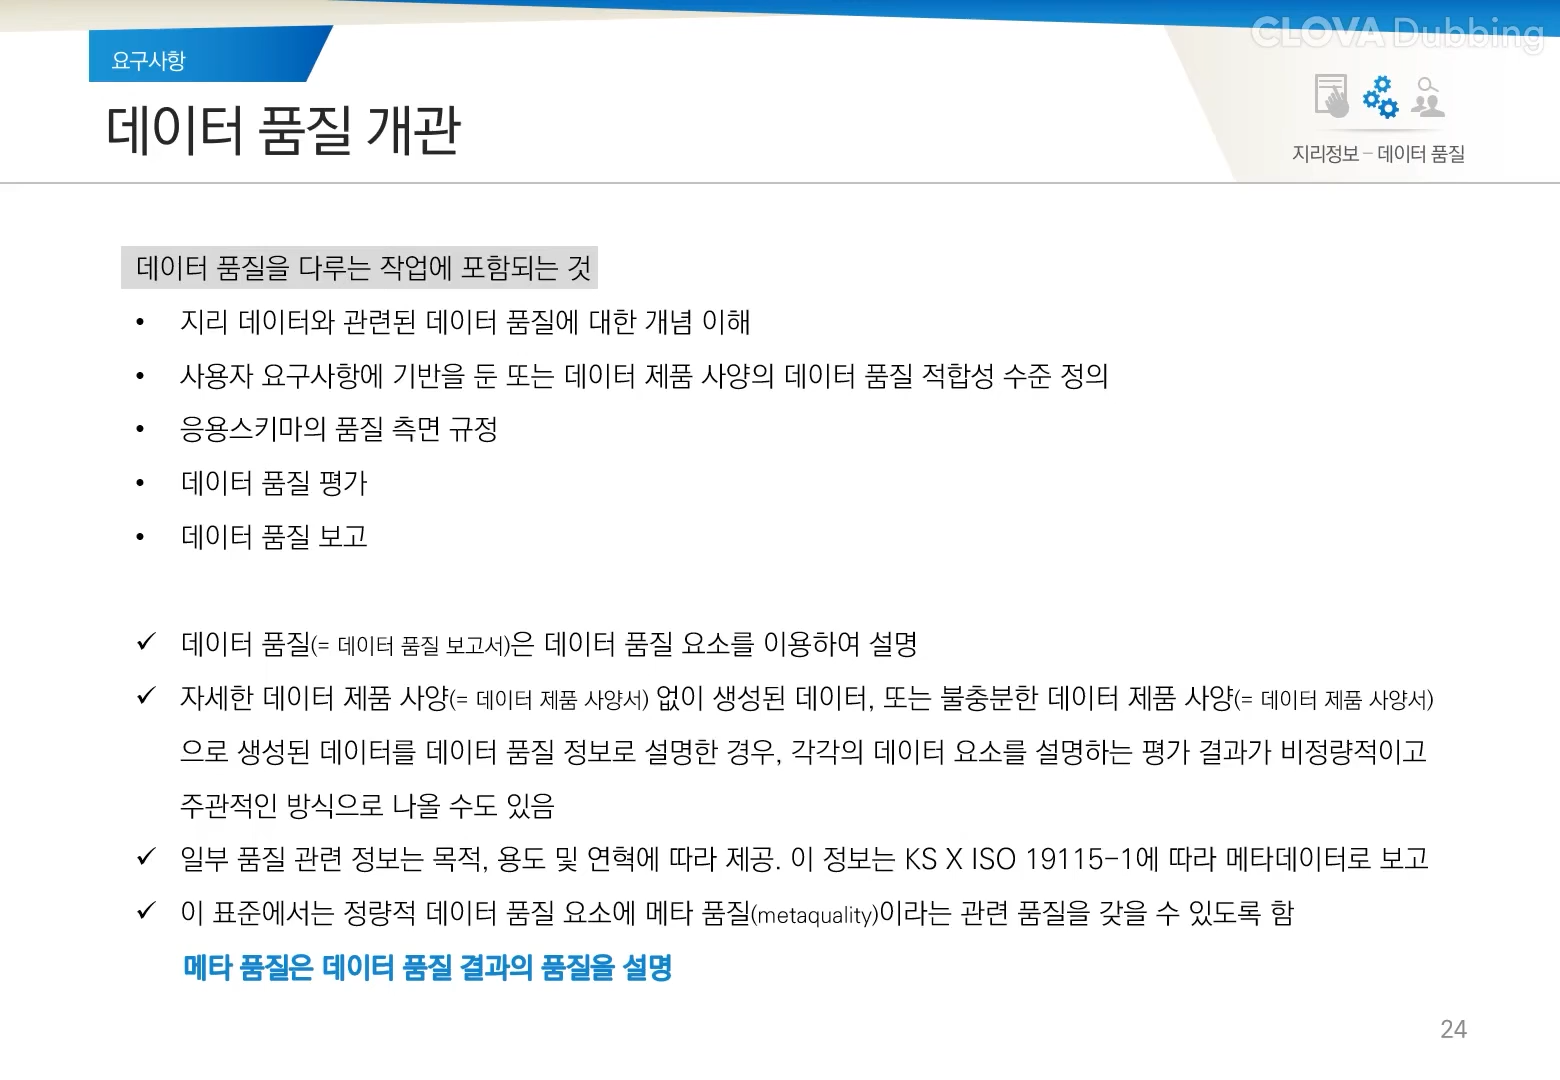 CLOVA Dubbing
요구사항
데이터 품질 개관
지리정보 – 데이터 품질
데이터 품질을 다루는 작업에 포함되는 것
• 지리 데이터와 관련된 데이터 품질에 대한 개념 이해
• 사용자 요구사항에 기반을 둔 또는 데이터 제품 사양의 데이터 품질 적합성 수준 정의
• 응용스키마의 품질 측면 규정
• 데이터 품질 평가
• 데이터 품질 보고
✓ 데이터 품질(= 데이터 품질 보고서)은 데이터 품질 요소를 이용하여 설명
✓ 자세한 데이터 제품 사양(= 데이터 제품 사양서) 없이 생성된 데이터, 또는 불충분한 데이터 제품 사양(= 데이터 제품 사양서)
으로 생성된 데이터를 데이터 품질 정보로 설명한 경우, 각각의 데이터 요소를 설명하는 평가 결과가 비정량적이고
주관적인 방식으로 나올 수도 있음
✓ 일부 품질 관련 정보는 목적, 용도 및 연혁에 따라 제공. 이 정보는 KS X ISO 19115-1에 따라 메타데이터로 보고
✓ 이 표준에서는 정량적 데이터 품질 요소에 메타 품질(metaquality)이라는 관련 품질을 갖을 수 있도록 함
메타 품질은 데이터 품질 결과의 품질을 설명
24